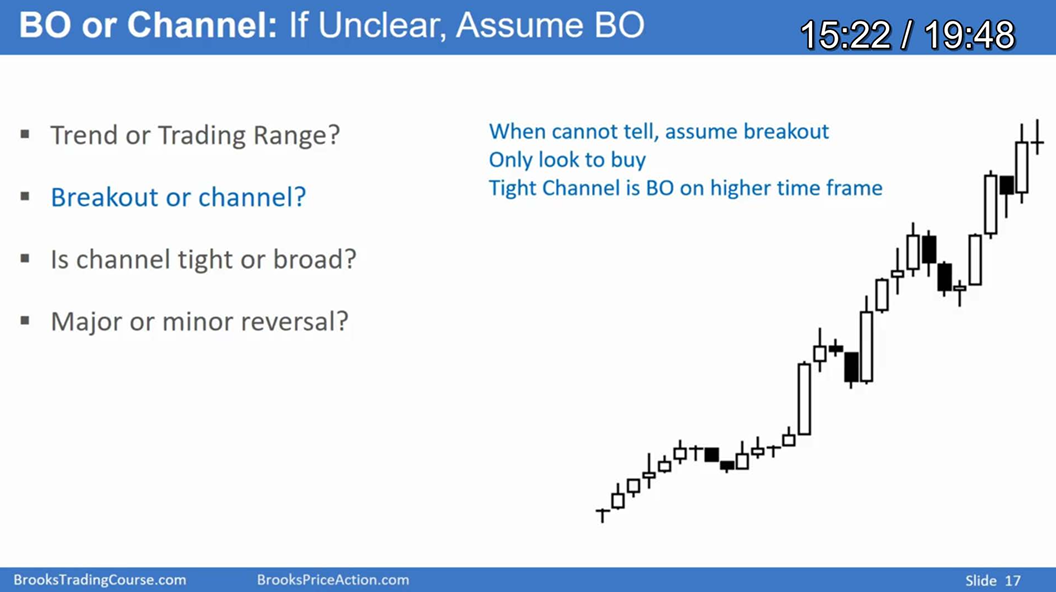 BO or Channel: If Unclear, Assume BO
15:22 / 19:48
▪ Trend or Trading Range?
▪ Breakout or channel?
▪ Is channel tight or broad?
▪ Major or minor reversal?
When cannot tell, assume breakout
Only look to buy
Tight Channel is BO on higher time frame
BrooksTradingCourse.com
BrooksPriceAction.com
Slide 17